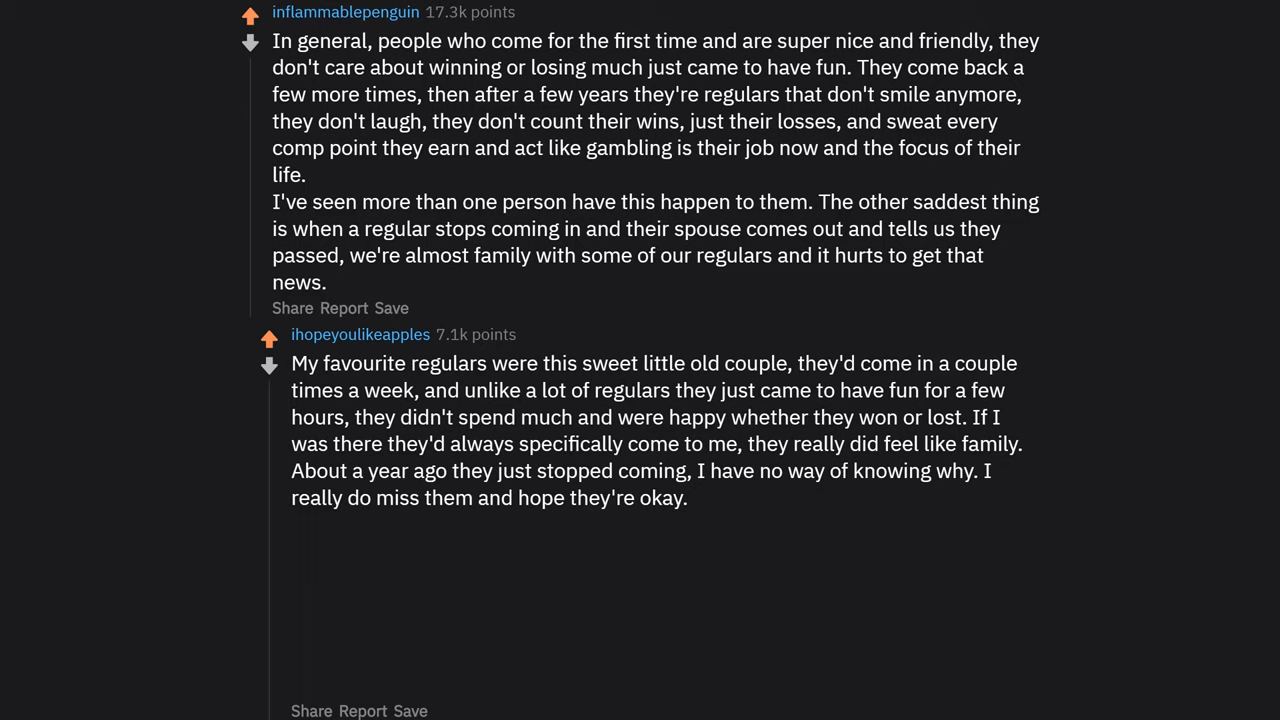 inflammablepenguin 17.3k points
In general, people who come for the first time and are super nice and friendly, they
don't care about winning or losing much just came to have fun. They come back a
few more times, then after a few years they're regulars that don't smile anymore,
they don't laugh, they don't count their wins, just their losses, and sweat every
comp point they earn and act like gambling is their job now and the focus of their
life.
I've seen more than one person have this happen to them. The other saddest thing
is when a regular stops coming in and their spouse comes out and tells us they
passed, we're almost family with some of our regulars and it hurts to get that
news.
Share Report Save
ihopeyoulikeapples 7.1k points
My favourite regulars were this sweet little old couple, they'd come in a couple
times a week, and unlike a lot of regulars they just came to have fun for a few
hours, they didn't spend much and were happy whether they won or lost. If I
was there they'd always specifically come to me, they really did feel like family.
About a year ago they just stopped coming, I have no way of knowing why. I
really do miss them and hope they're okay.
Share Report Save